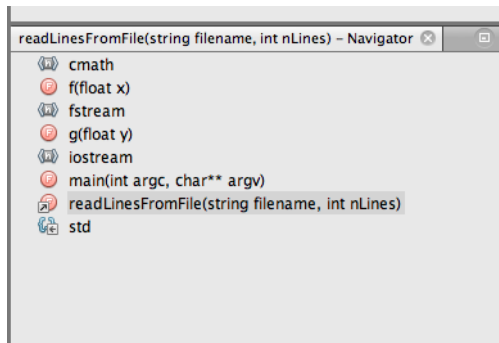 readLinesFromFile(string filename, int nLines) – Navigator
cmath
f(float x)
fstream
g(float y)
iostream
main(int argc, char** argv)
readLinesFromFile(string filename, int nLines)
std